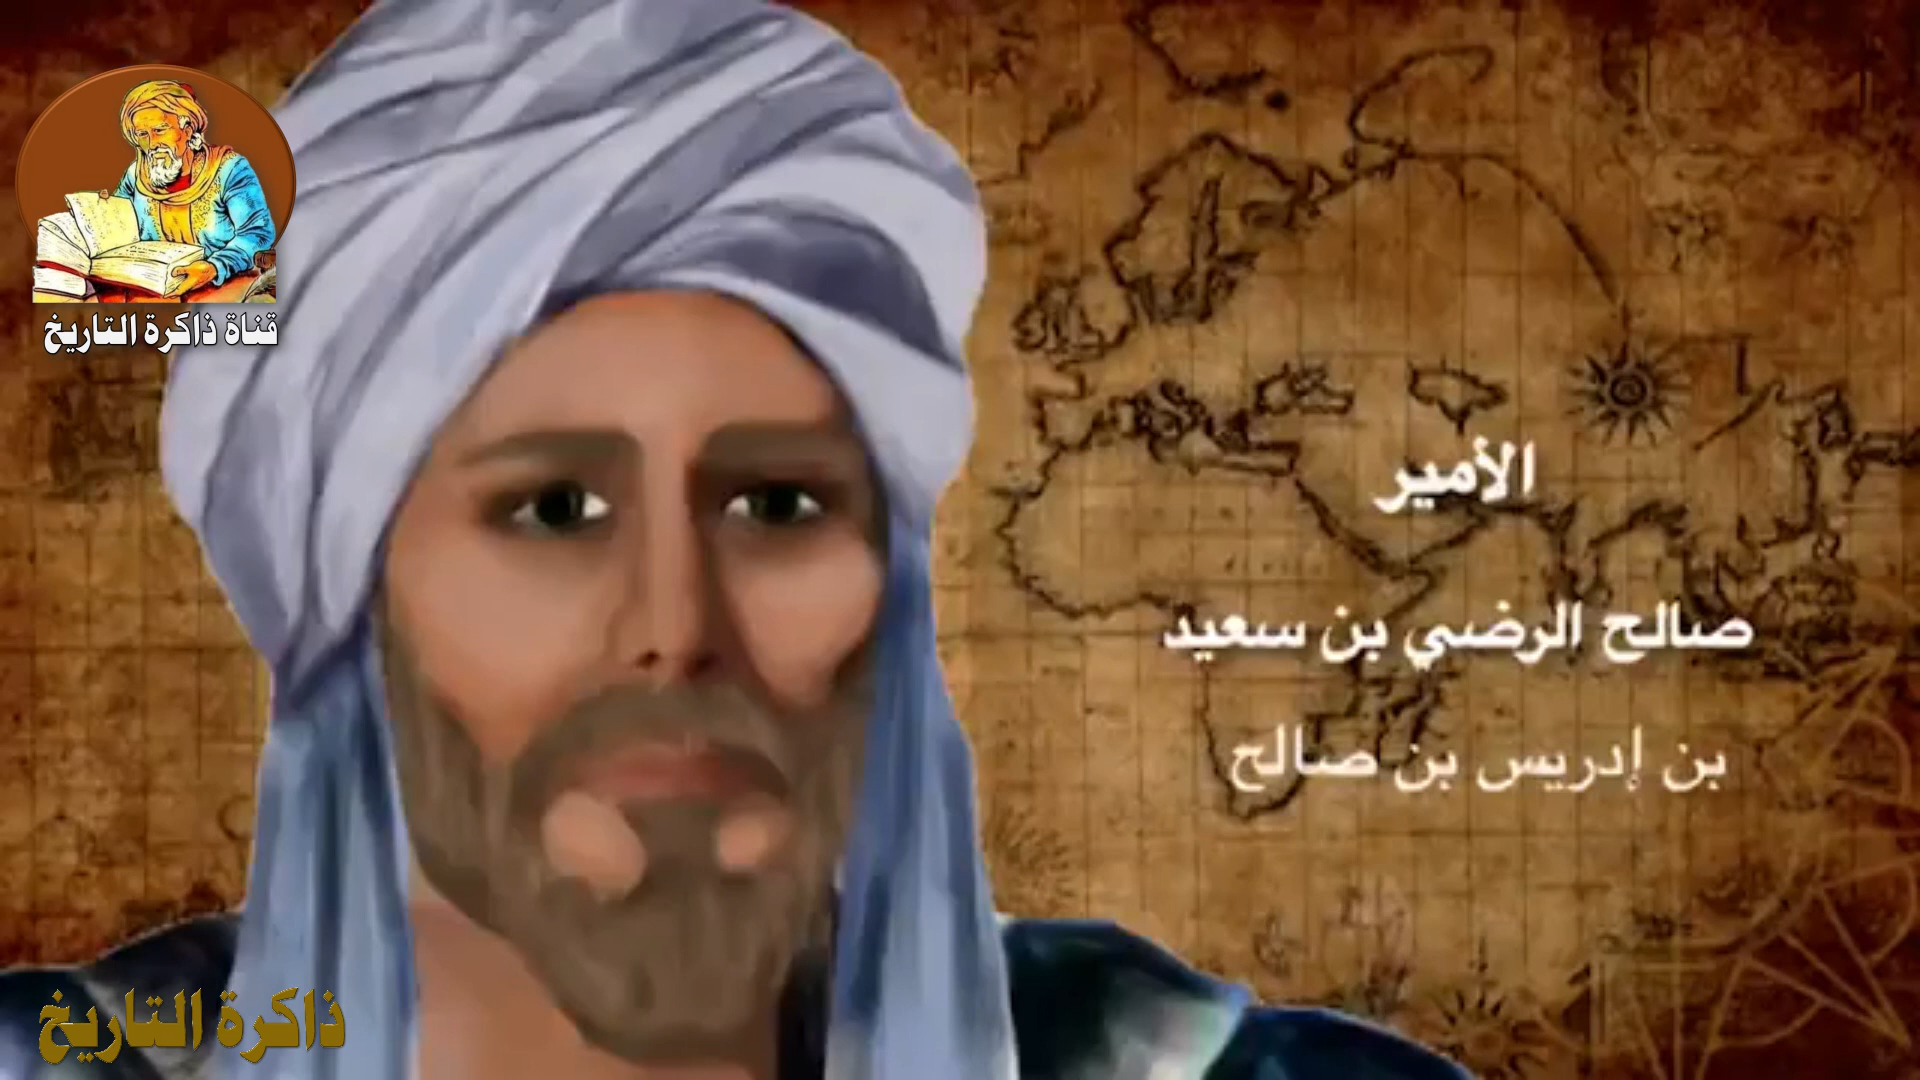 قناة ذاكرة التاريخ
الأمير
صالح الرضي بن سعيد
بن إدريس بن صالح
ذاكرة التاريخ